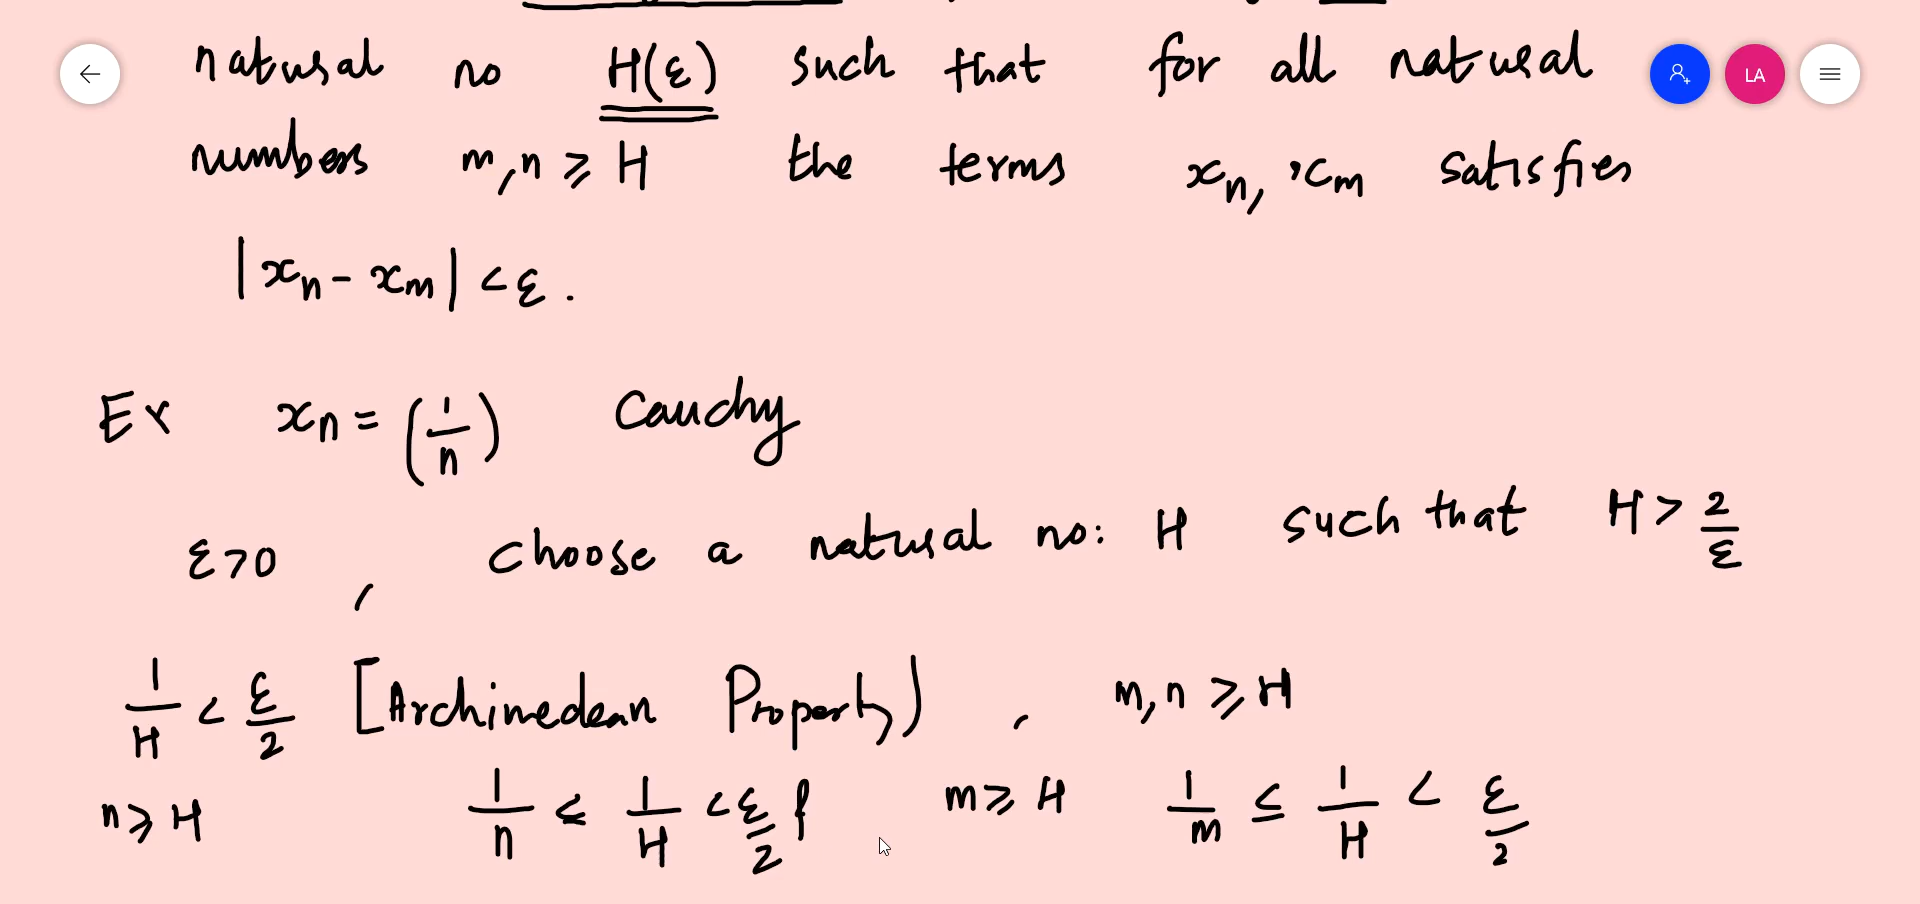 natural no H(ε) such that for all natural
LA
numbers m,n ⩾ H the terms xn, xm satisfies
|xn - xm| < ε .
Ex xn = (1/n) Cauchy
ε>0 , choose a natural no: H such that H > 2/ε
1/H < ε/2 [Archimedean Property) , m,n ⩾ H
n ⩾ H 1/n ≤ 1/H < ε/2 m ⩾ H 1/m ≤ 1/H < ε/2